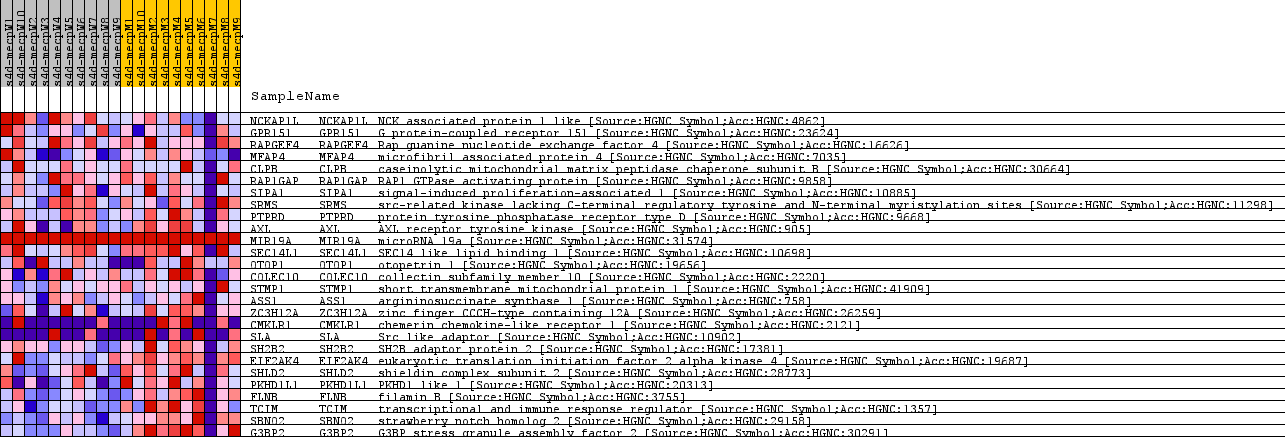 s4d-mecpW1 s4d-mecpW10 s4d-mecpW2 s4d-mecpW3 s4d-mecpW4 s4d-mecpW5 s4d-mecpW6 s4d-mecpW7 s4d-mecpW8 s4d-mecpW9 s4d-mecpM1 s4d-mecpM10 s4d-mecpM2 s4d-mecpM3 s4d-mecpM4 s4d-mecpM5 s4d-mecpM6 s4d-mecpM7 s4d-mecpM8 s4d-mecpM9
SampleName
NCKAP1L NCKAP1L NCK associated protein 1 like [Source:HGNC Symbol;Acc:HGNC:4862]
GPR151 GPR151 G protein-coupled receptor 151 [Source:HGNC Symbol;Acc:HGNC:23624]
RAPGEF4 RAPGEF4 Rap guanine nucleotide exchange factor 4 [Source:HGNC Symbol;Acc:HGNC:16626]
MFAP4 MFAP4 microfibril associated protein 4 [Source:HGNC Symbol;Acc:HGNC:7035]
CLPB CLPB caseinolytic mitochondrial matrix peptidase chaperone subunit B [Source:HGNC Symbol;Acc:HGNC:30664]
RAP1GAP RAP1GAP RAP1 GTPase activating protein [Source:HGNC Symbol;Acc:HGNC:9858]
SIPA1 SIPA1 signal-induced proliferation-associated 1 [Source:HGNC Symbol;Acc:HGNC:10885]
SRMS SRMS src-related kinase lacking C-terminal regulatory tyrosine and N-terminal myristylation sites [Source:HGNC Symbol;Acc:HGNC:11298]
PTPRD PTPRD protein tyrosine phosphatase receptor type D [Source:HGNC Symbol;Acc:HGNC:9668]
AXL AXL AXL receptor tyrosine kinase [Source:HGNC Symbol;Acc:HGNC:905]
MIR19A MIR19A microRNA 19a [Source:HGNC Symbol;Acc:HGNC:31574]
SEC14L1 SEC14L1 SEC14 like lipid binding 1 [Source:HGNC Symbol;Acc:HGNC:10698]
OTOP1 OTOP1 otopetrin 1 [Source:HGNC Symbol;Acc:HGNC:19656]
COLEC10 COLEC10 collectin subfamily member 10 [Source:HGNC Symbol;Acc:HGNC:2220]
STMP1 STMP1 short transmembrane mitochondrial protein 1 [Source:HGNC Symbol;Acc:HGNC:41909]
ASS1 ASS1 argininosuccinate synthase 1 [Source:HGNC Symbol;Acc:HGNC:758]
ZC3H12A ZC3H12A zinc finger CCCH-type containing 12A [Source:HGNC Symbol;Acc:HGNC:26259]
CMKLR1 CMKLR1 chemerin chemokine-like receptor 1 [Source:HGNC Symbol;Acc:HGNC:2121]
SLA SLA Src like adaptor [Source:HGNC Symbol;Acc:HGNC:10902]
SH2B2 SH2B2 SH2B adaptor protein 2 [Source:HGNC Symbol;Acc:HGNC:17381]
EIF2AK4 EIF2AK4 eukaryotic translation initiation factor 2 alpha kinase 4 [Source:HGNC Symbol;Acc:HGNC:19687]
SHLD2 SHLD2 shieldin complex subunit 2 [Source:HGNC Symbol;Acc:HGNC:28773]
PKHD1L1 PKHD1L1 PKHD1 like 1 [Source:HGNC Symbol;Acc:HGNC:20313]
FLNB FLNB filamin B [Source:HGNC Symbol;Acc:HGNC:3755]
TCIM TCIM transcriptional and immune response regulator [Source:HGNC Symbol;Acc:HGNC:1357]
SBNO2 SBNO2 strawberry notch homolog 2 [Source:HGNC Symbol;Acc:HGNC:29158]
G3BP2 G3BP2 G3BP stress granule assembly factor 2 [Source:HGNC Symbol;Acc:HGNC:30291]